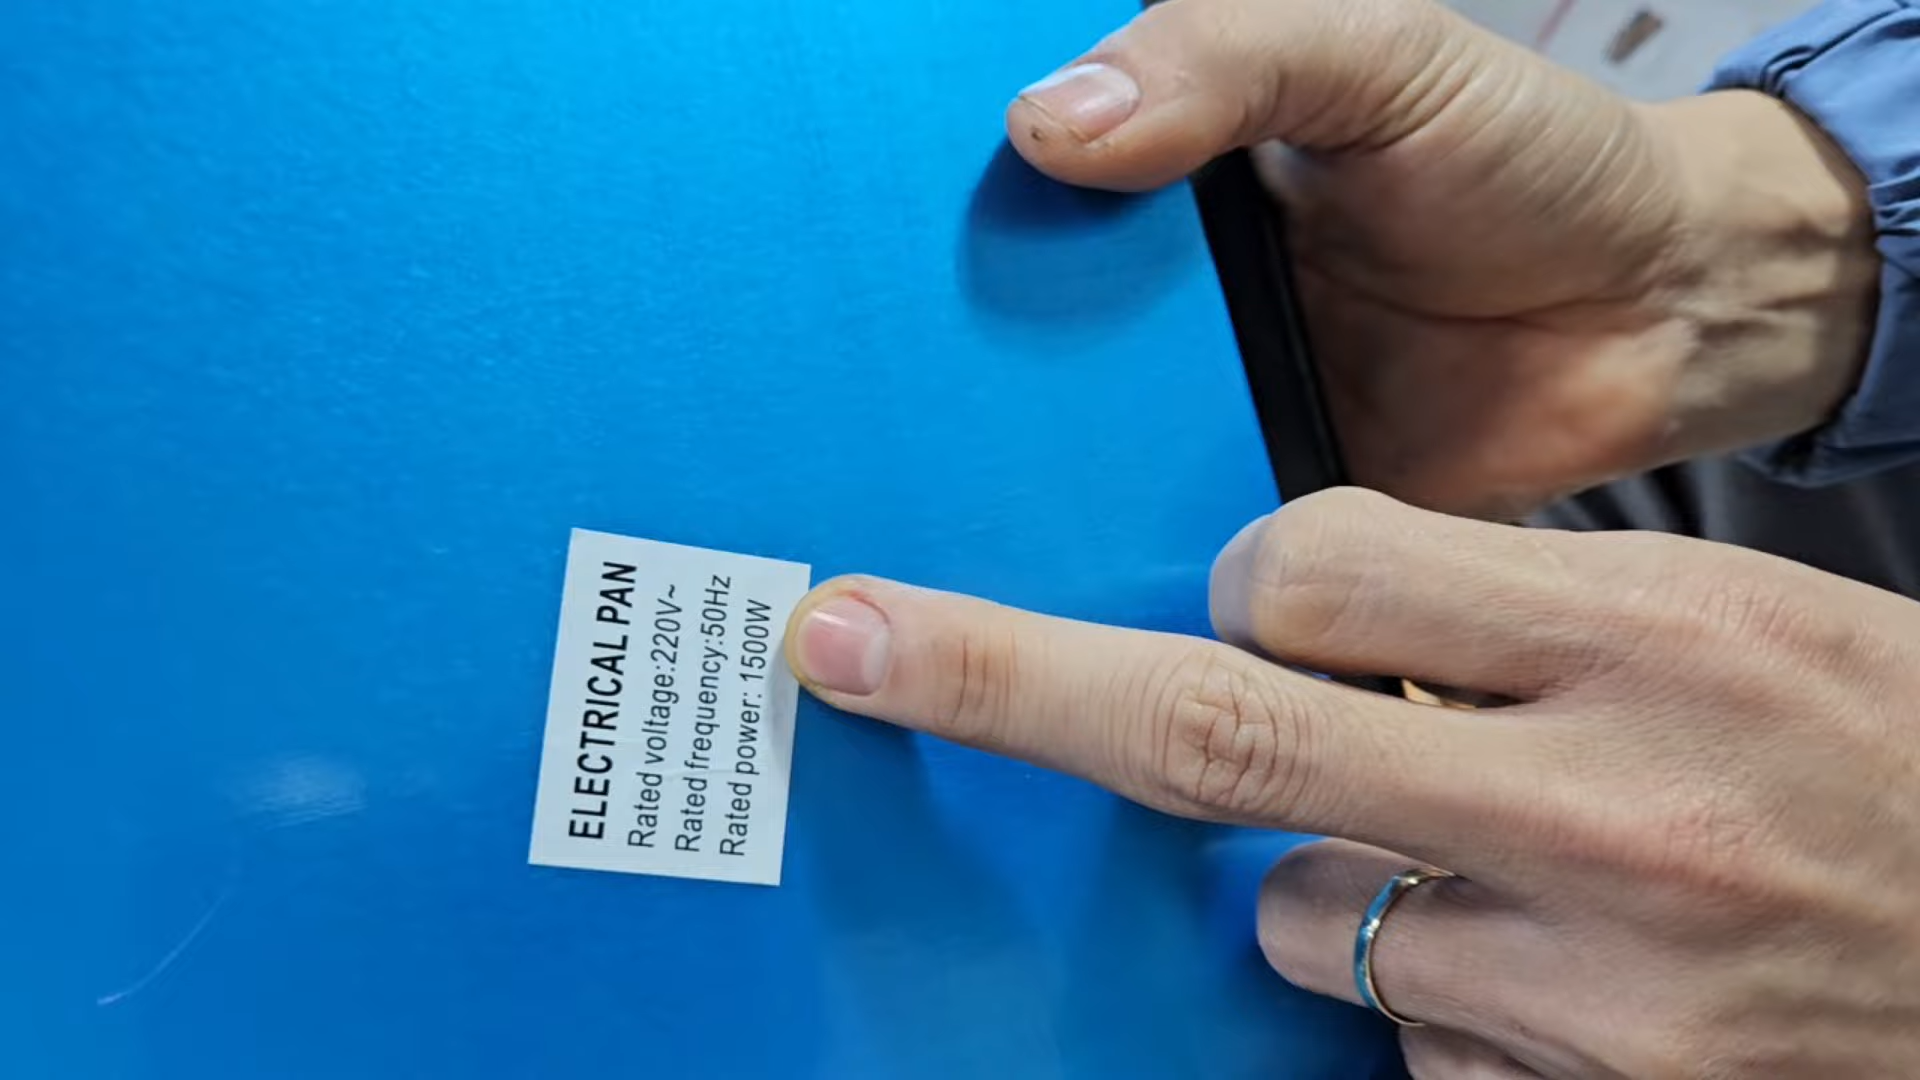 ELECTRICAL PAN
Rated voltage:220V~
Rated frequency:50Hz
Rated power: 1500W